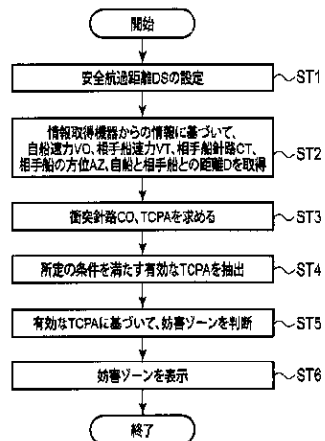 開始
安全航過距離DSの設定
ST1
情報取得機器からの情報に基づいて、
自船速力VO、相手船速力VT、相手船針路CT、
相手船の方位AZ、自船と相手船との距離Dを取得
ST2
衝突針路CO、TCPAを求める
ST3
所定の条件を満たす有効なTCPAを抽出
ST4
有効なTCPAに基づいて、妨害ゾーンを判断
ST5
妨害ゾーンを表示
ST6
終了